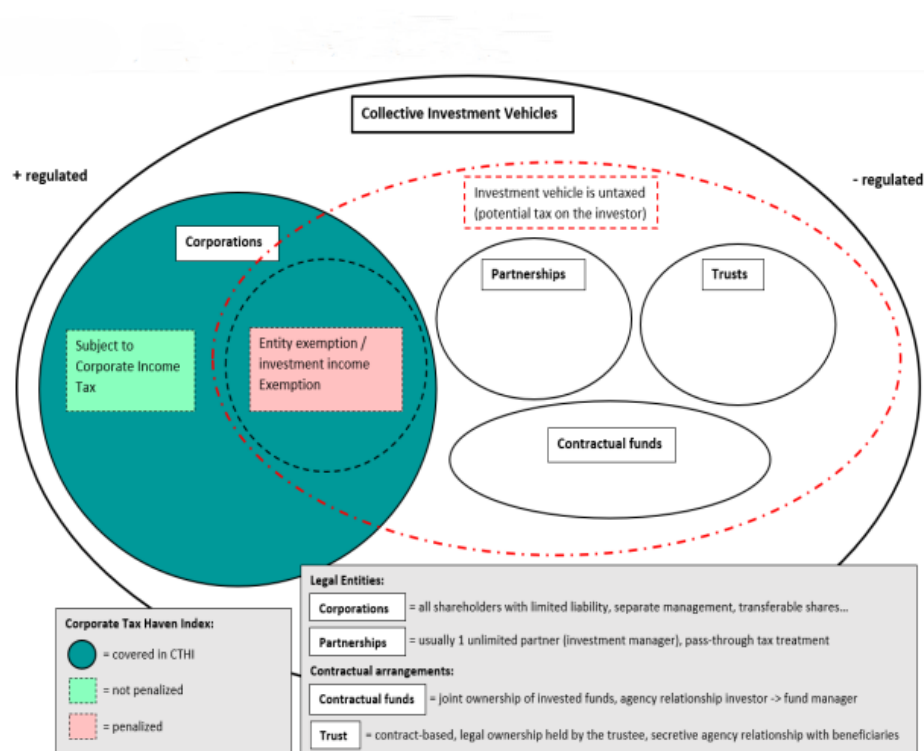 Collective Investment Vehicles
+ regulated
- regulated
Investment vehicle is untaxed
(potential tax on the investor)
Corporations
Partnerships
Trusts
Subject to
Corporate Income
Tax
Entity exemption /
investment income
Exemption
Contractual funds
Corporate Tax Haven Index:
= covered in CTHI
= not penalized
= penalized
Legal Entities:
Corporations = all shareholders with limited liability, separate management, transferable shares...
Partnerships = usually 1 unlimited partner (investment manager), pass-through tax treatment
Contractual arrangements:
Contractual funds = joint ownership of invested funds, agency relationship investor -> fund manager
Trust = contract-based, legal ownership held by the trustee, secretive agency relationship with beneficiaries